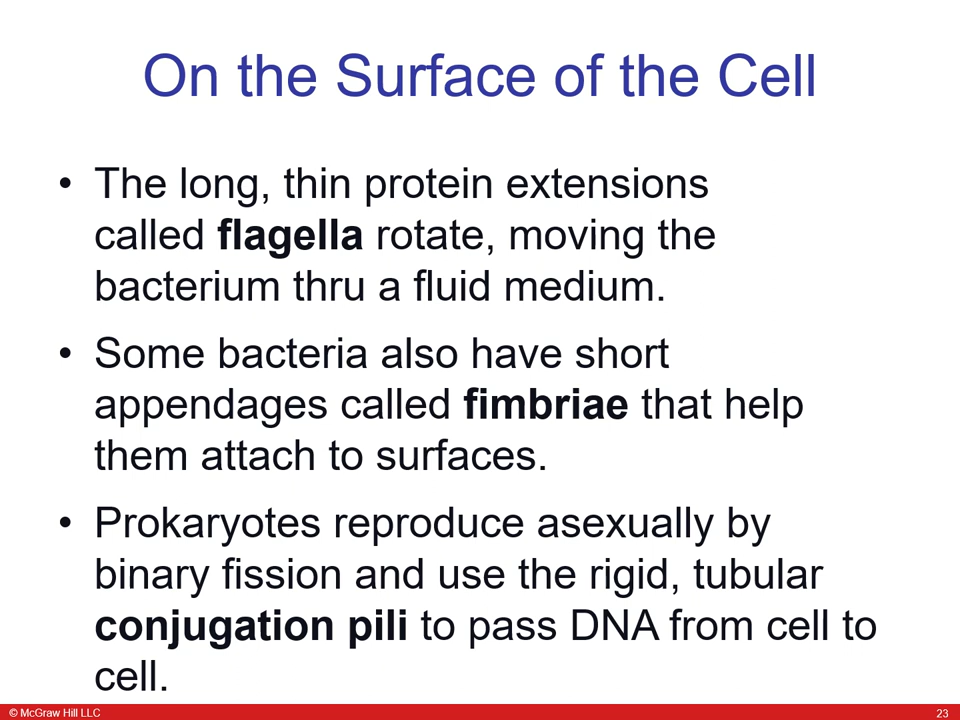 On the Surface of the Cell
• The long, thin protein extensions
called flagella rotate, moving the
bacterium thru a fluid medium.
• Some bacteria also have short
appendages called fimbriae that help
them attach to surfaces.
• Prokaryotes reproduce asexually by
binary fission and use the rigid, tubular
conjugation pili to pass DNA from cell to
cell.
© McGraw Hill LLC
23